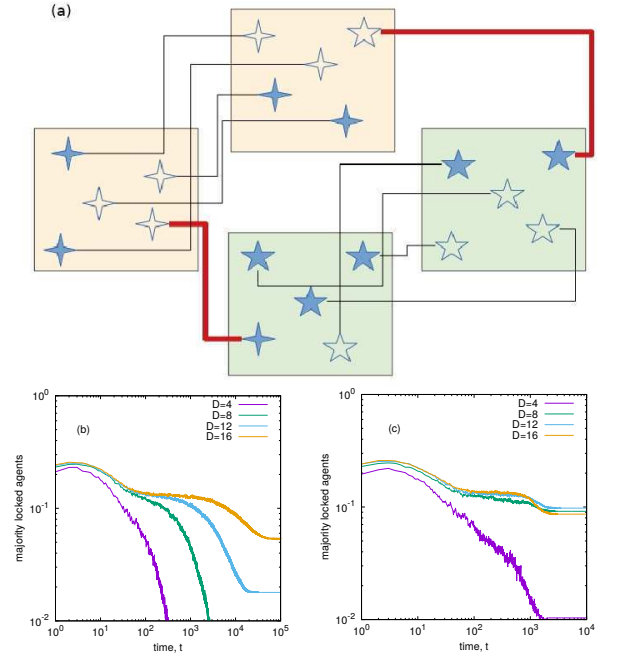 (a)
10^0
10^-1
10^-2
majority locked agents
(b)
D=4
D=8
D=12
D=16
10^0 10^1 10^2 10^3 10^4 10^5
time, t
10^0
10^-1
10^-2
majority locked agents
(c)
D=4
D=8
D=12
D=16
10^0 10^1 10^2 10^3 10^4
time, t